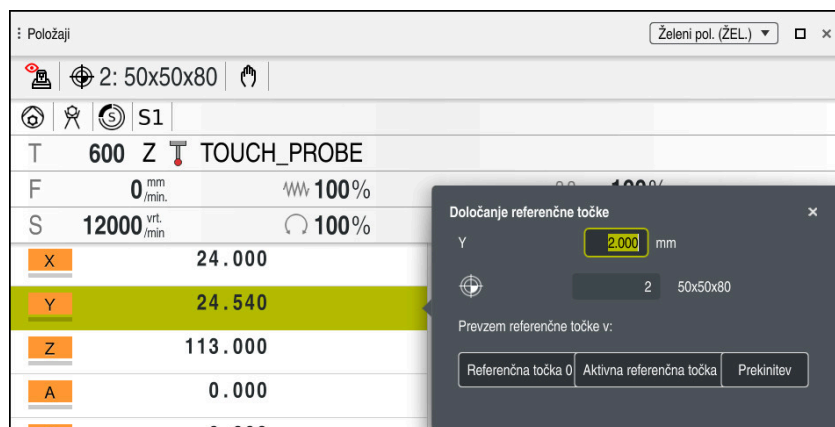 Položaji
Želeni pol. (ŽEL.)
2: 50x50x80
S1
T 600 Z TOUCH_PROBE
F 0 mm/min. 100%
S 12000 vrt./min 100%
X 24.000
Y 24.540
Z 113.000
A 0.000
Določanje referenčne točke
Y 2.000 mm
2 50x50x80
Prevzem referenčne točke v:
Referenčna točka 0 Aktivna referenčna točka Prekinitev